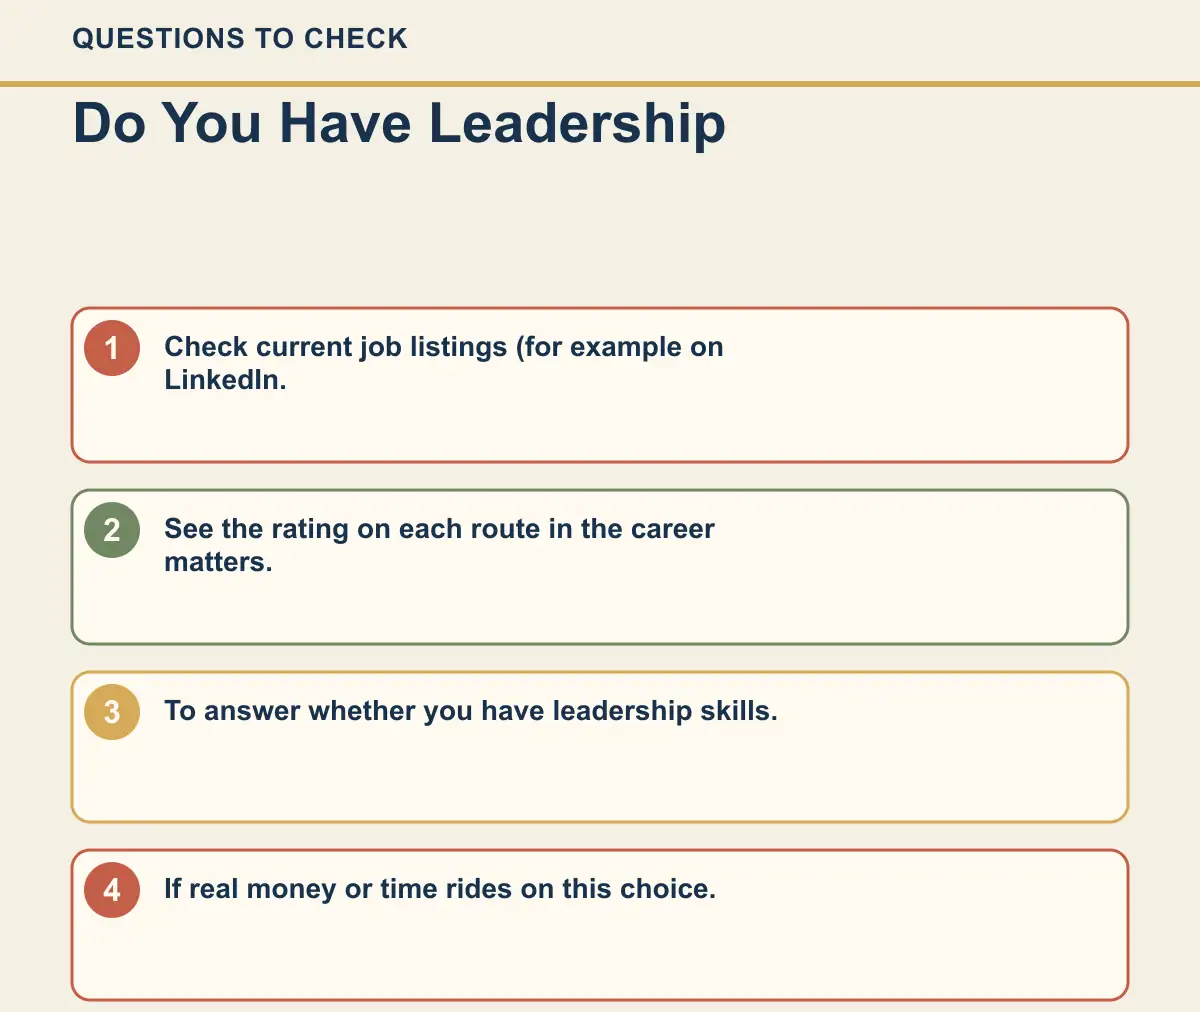 QUESTIONS TO CHECK
Do You Have Leadership
1
Check current job listings (for example on
LinkedIn.
2
See the rating on each route in the career
matters.
3
To answer whether you have leadership skills.
4
If real money or time rides on this choice.